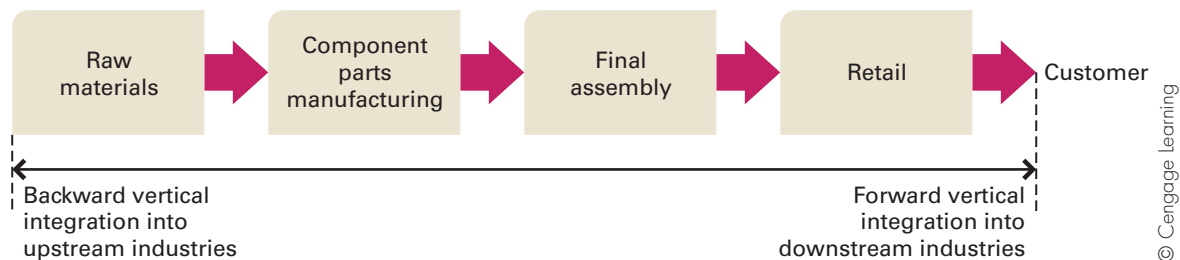 Raw
materials
Component
parts
manufacturing
Final
assembly
Retail
Customer
Backward vertical
integration into
upstream industries
Forward vertical
integration into
downstream industries
© Cengage Learning